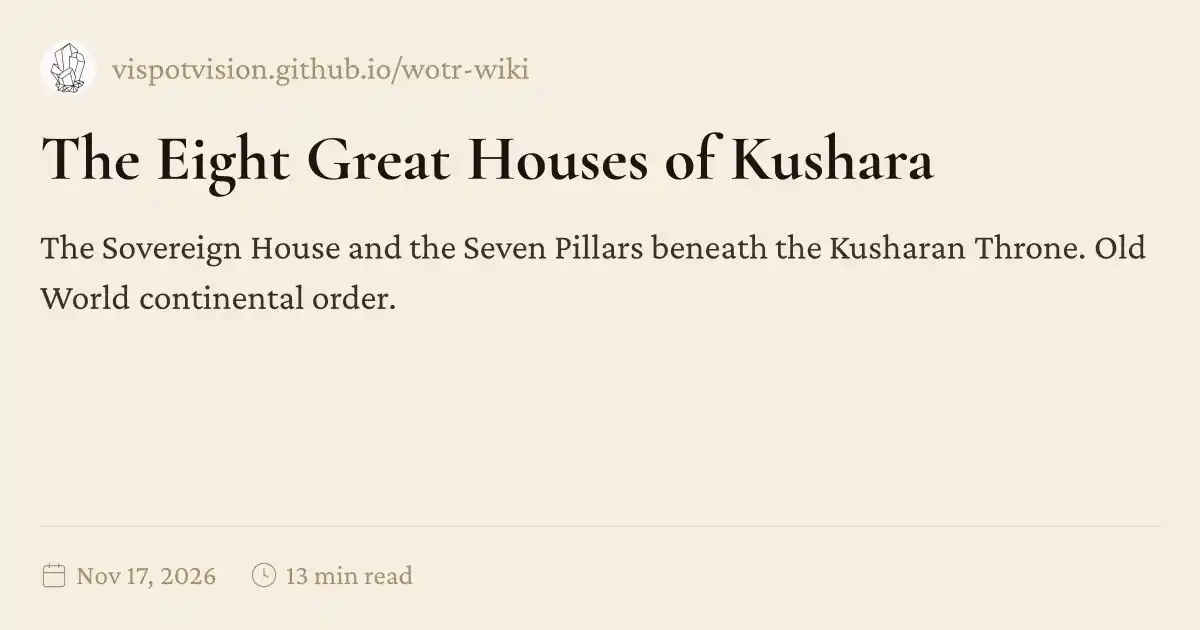 vispotvision.github.io/wotr-wiki
The Eight Great Houses of Kushara
The Sovereign House and the Seven Pillars beneath the Kusharan Throne. Old
World continental order.
Nov 17, 2026 13 min read